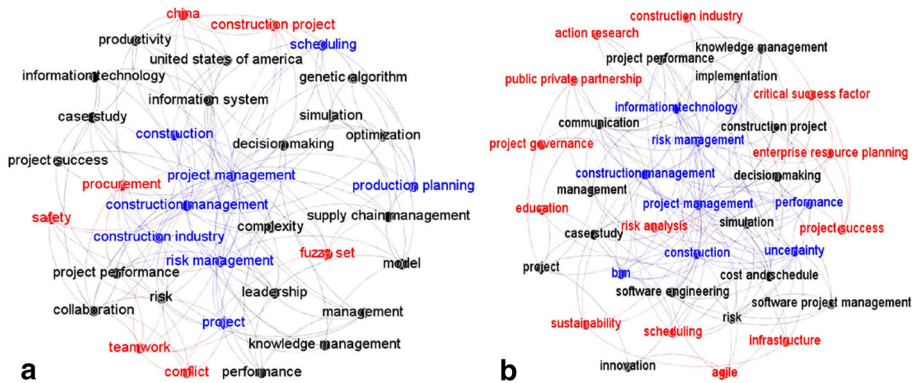 china
construction project
productivity
scheduling
united states of america
information technology
genetic algorithm
information system
case study
simulation
construction
optimization
decision making
project success
project management
procurement
production planning
construction management
safety
supply chain management
complexity
construction industry
fuzzy set
risk management
model
project performance
leadership
risk
collaboration
management
project
knowledge management
teamwork
conflict
performance
a
construction industry
action research
knowledge management
project performance
public private partnership
implementation
critical success factor
information technology
communication
construction project
risk management
project governance
enterprise resource planning
construction management
decision making
management
project management
performance
education
simulation
risk analysis
project success
case study
construction
uncertainty
project
bim
cost and schedule
software engineering
software project management
risk
sustainability
scheduling
infrastructure
innovation
agile
b